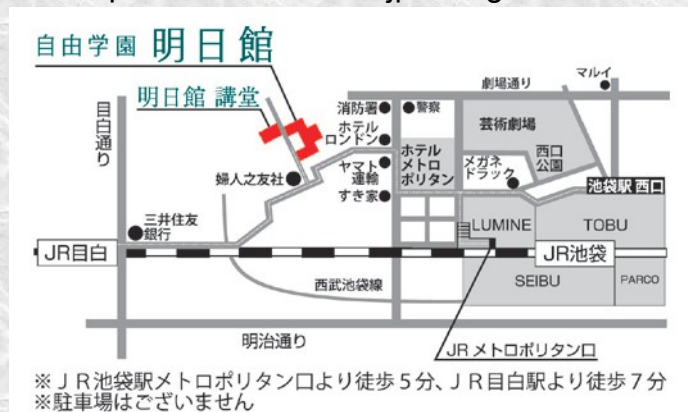 自由学園 明日館
明日館 講堂
目白通り
消防署
警察
劇場通り
マルイ
ホテル
ロンドン
芸術劇場
西口
公園
ホテル
メトロ
ポリタン
ヤマト
運輸
メガネ
ドラッグ
婦人之友社
すき家
池袋駅 西口
三井住友
銀行
LUMINE
TOBU
JR目白
JR池袋
西武池袋線
SEIBU
PARCO
明治通り
JR メトロポリタン口
※ＪＲ池袋駅メトロポリタン口より徒歩５分、ＪＲ目白駅より徒歩７分
※駐車場はございません